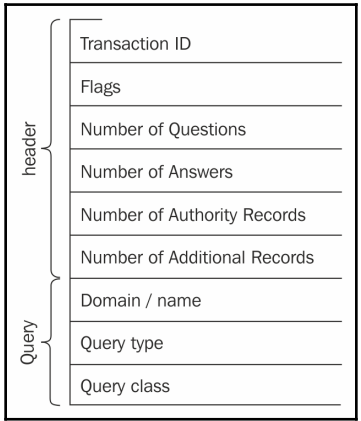 header
Transaction ID
Flags
Number of Questions
Number of Answers
Number of Authority Records
Number of Additional Records
Query
Domain / name
Query type
Query class